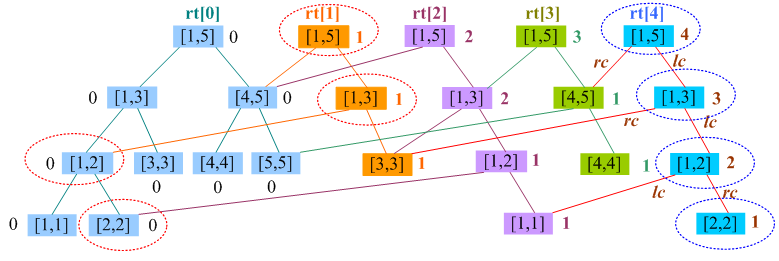 rt[0] rt[1] rt[2] rt[3] rt[4]
[1,5] 0 [1,5] 1 [1,5] 2 [1,5] 3 [1,5] 4
rc lc
0 [1,3] [4,5] 0 [1,3] 1 [1,3] 2 [4,5] 1 [1,3] 3
rc lc
0 [1,2] [3,3] [4,4] [5,5] [3,3] 1 [1,2] 1 [4,4] 1 [1,2] 2
0 0 0 lc rc
0 [1,1] [2,2] 0 [1,1] 1 [2,2] 1